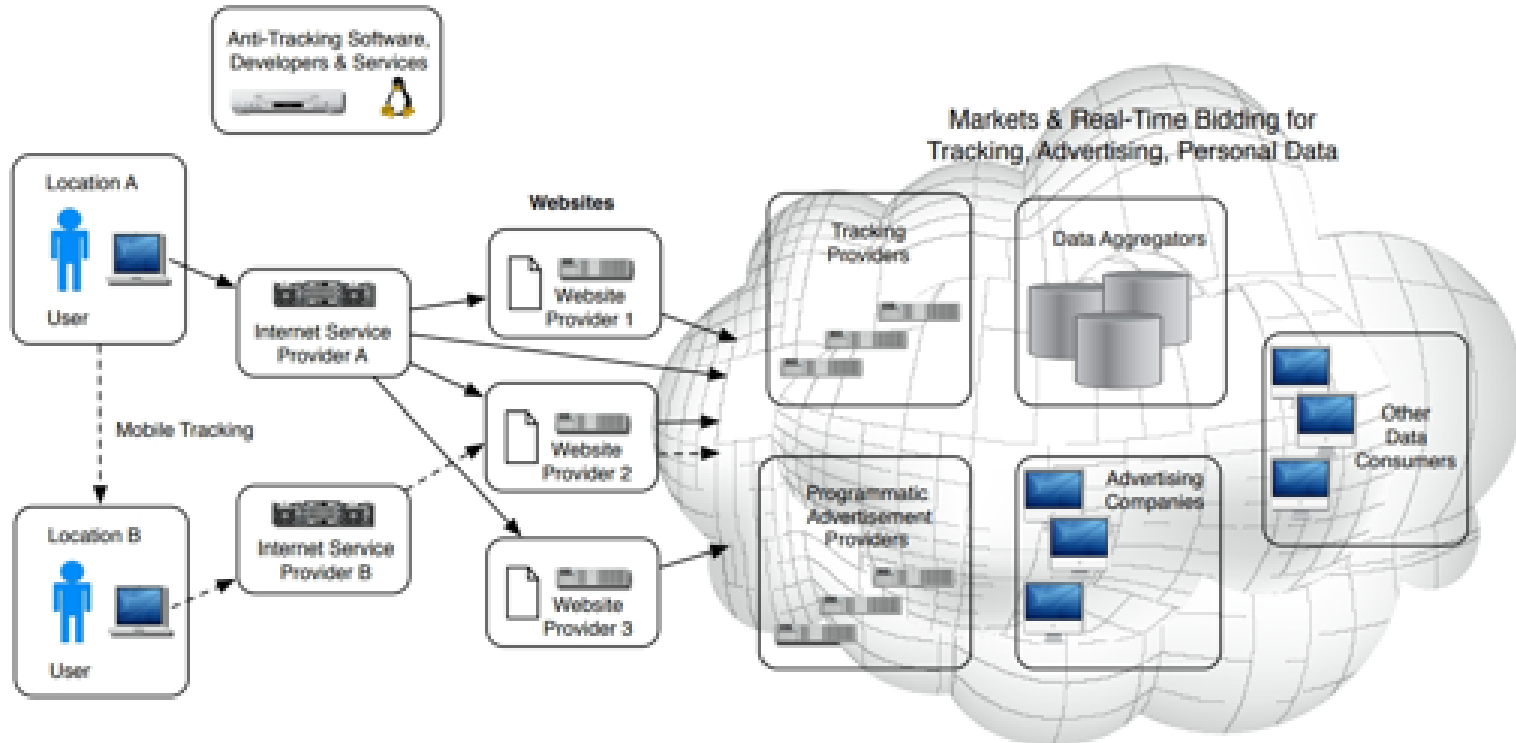 Anti-Tracking Software,
Developers & Services
Markets & Real-Time Bidding for
Tracking, Advertising, Personal Data
Location A
User
Mobile Tracking
Location B
User
Internet Service
Provider A
Internet Service
Provider B
Websites
Website
Provider 1
Website
Provider 2
Website
Provider 3
Tracking
Providers
Data Aggregators
Programmatic
Advertisement
Providers
Advertising
Companies
Other
Data
Consumers